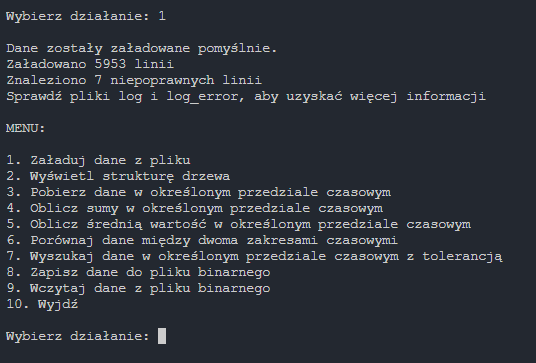 Wybierz działanie: 1
Dane zostały załadowane pomyślnie.
Załadowano 5953 linii
Znaleziono 7 niepoprawnych linii
Sprawdź pliki log i log_error, aby uzyskać więcej informacji
MENU:
1. Załaduj dane z pliku
2. Wyświetl strukturę drzewa
3. Pobierz dane w określonym przedziale czasowym
4. Oblicz sumy w określonym przedziale czasowym
5. Oblicz średnią wartość w określonym przedziale czasowym
6. Porównaj dane między dwoma zakresami czasowymi
7. Wyszukaj dane w określonym przedziale czasowym z tolerancją
8. Zapisz dane do pliku binarnego
9. Wczytaj dane z pliku binarnego
10. Wyjdź
Wybierz działanie: